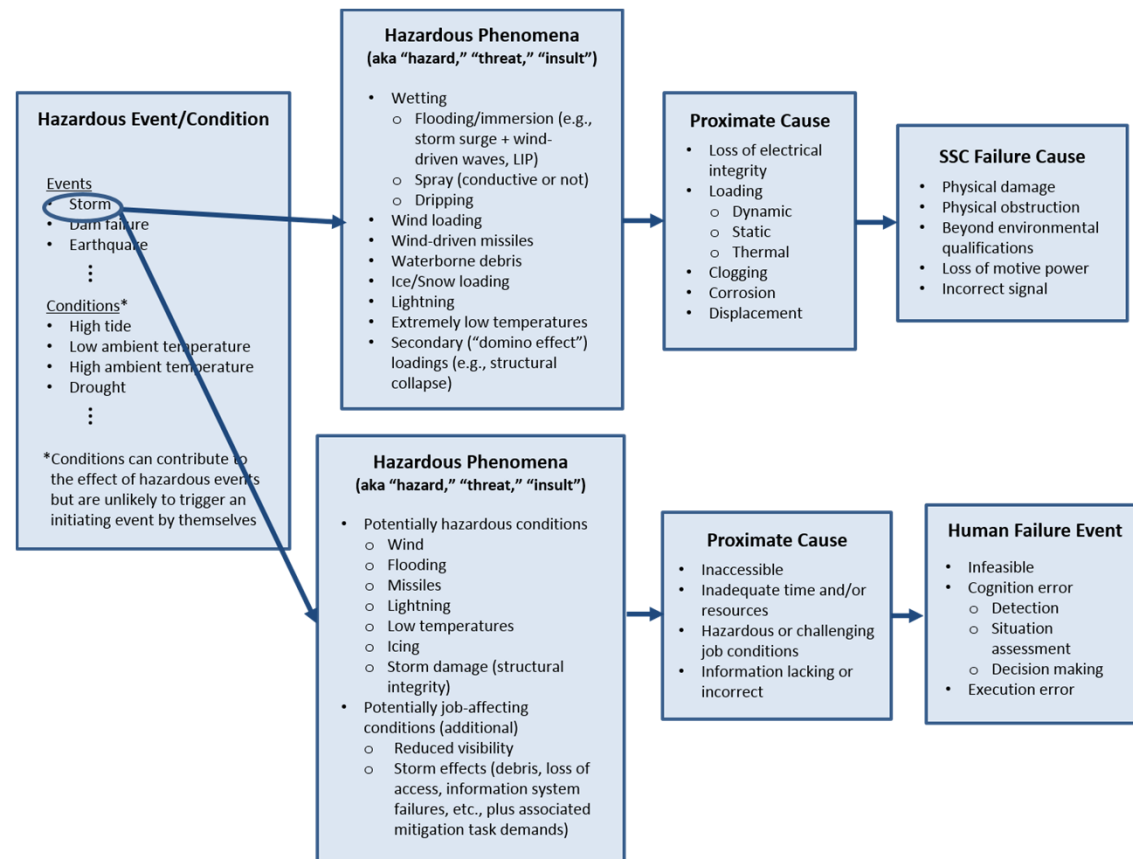 Hazardous Event/Condition
Events
• Storm
• Dam failure
• Earthquake
⋮
Conditions*
• High tide
• Low ambient temperature
• High ambient temperature
• Drought
⋮
*Conditions can contribute to
the effect of hazardous events
but are unlikely to trigger an
initiating event by themselves
Hazardous Phenomena
(aka “hazard,” “threat,” “insult”)
• Wetting
o Flooding/immersion (e.g.,
storm surge + wind-
driven waves, LIP)
o Spray (conductive or not)
o Dripping
• Wind loading
• Wind-driven missiles
• Waterborne debris
• Ice/Snow loading
• Lightning
• Extremely low temperatures
• Secondary (“domino effect”)
loadings (e.g., structural
collapse)
Proximate Cause
• Loss of electrical
integrity
• Loading
o Dynamic
o Static
o Thermal
• Clogging
• Corrosion
• Displacement
SSC Failure Cause
• Physical damage
• Physical obstruction
• Beyond environmental
qualifications
• Loss of motive power
• Incorrect signal
Hazardous Phenomena
(aka “hazard,” “threat,” “insult”)
• Potentially hazardous conditions
o Wind
o Flooding
o Missiles
o Lightning
o Low temperatures
o Icing
o Storm damage (structural
integrity)
• Potentially job-affecting
conditions (additional)
o Reduced visibility
o Storm effects (debris, loss of
access, information system
failures, etc., plus associated
mitigation task demands)
Proximate Cause
• Inaccessible
• Inadequate time and/or
resources
• Hazardous or challenging
job conditions
• Information lacking or
incorrect
Human Failure Event
• Infeasible
• Cognition error
o Detection
o Situation
assessment
o Decision making
• Execution error